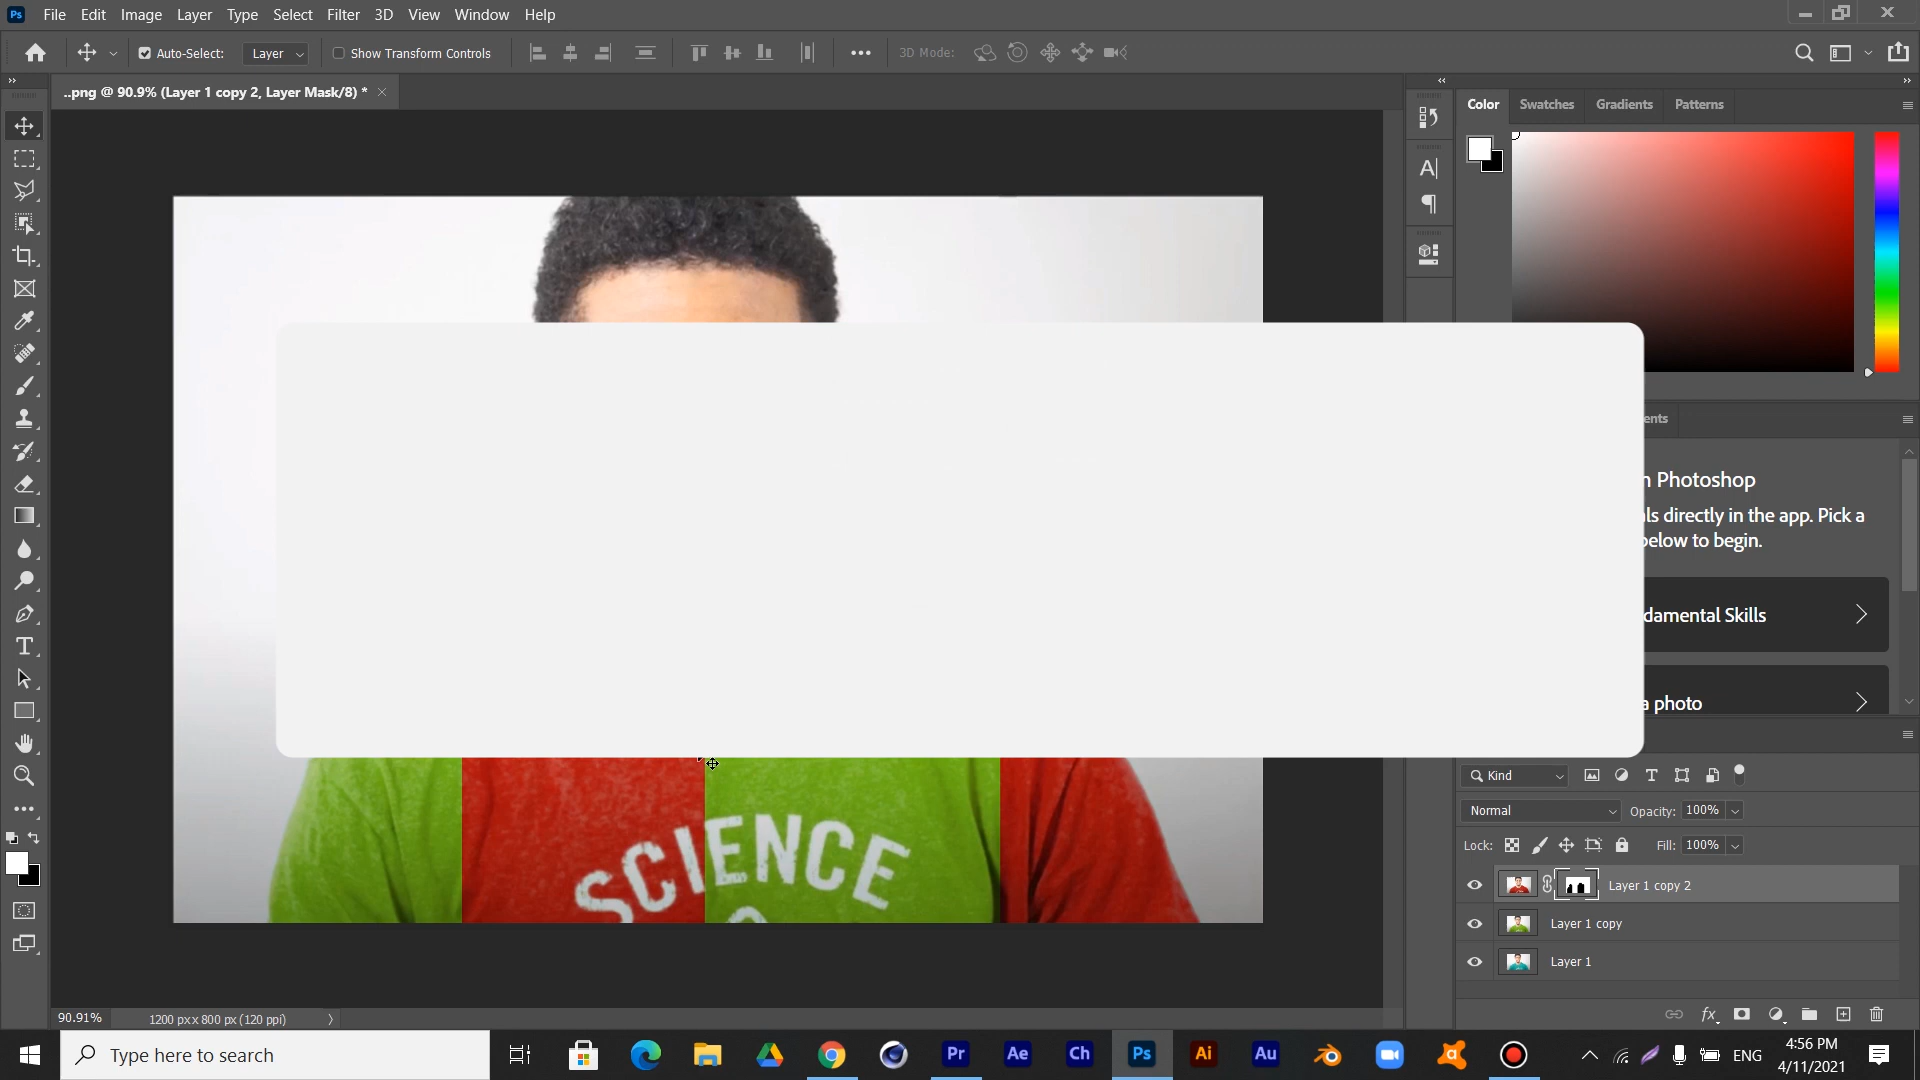 Ps File Edit Image Layer Type Select Filter 3D View Window Help
Auto-Select: Layer Show Transform Controls 3D Mode:
..png @ 90.9% (Layer 1 copy 2, Layer Mask/8) *
Color Swatches Gradients Patterns
ents
n Photoshop
als directly in the app. Pick a
below to begin.
damental Skills
a photo
SCIENCE
Kind
Normal Opacity: 100%
Lock: Fill: 100%
Layer 1 copy 2
Layer 1 copy
Layer 1
fx
90.91% 1200 px x 800 px (120 ppi)
Type here to search
Pr Ae Ch Ps Ai Au
ENG
4:56 PM
4/11/2021